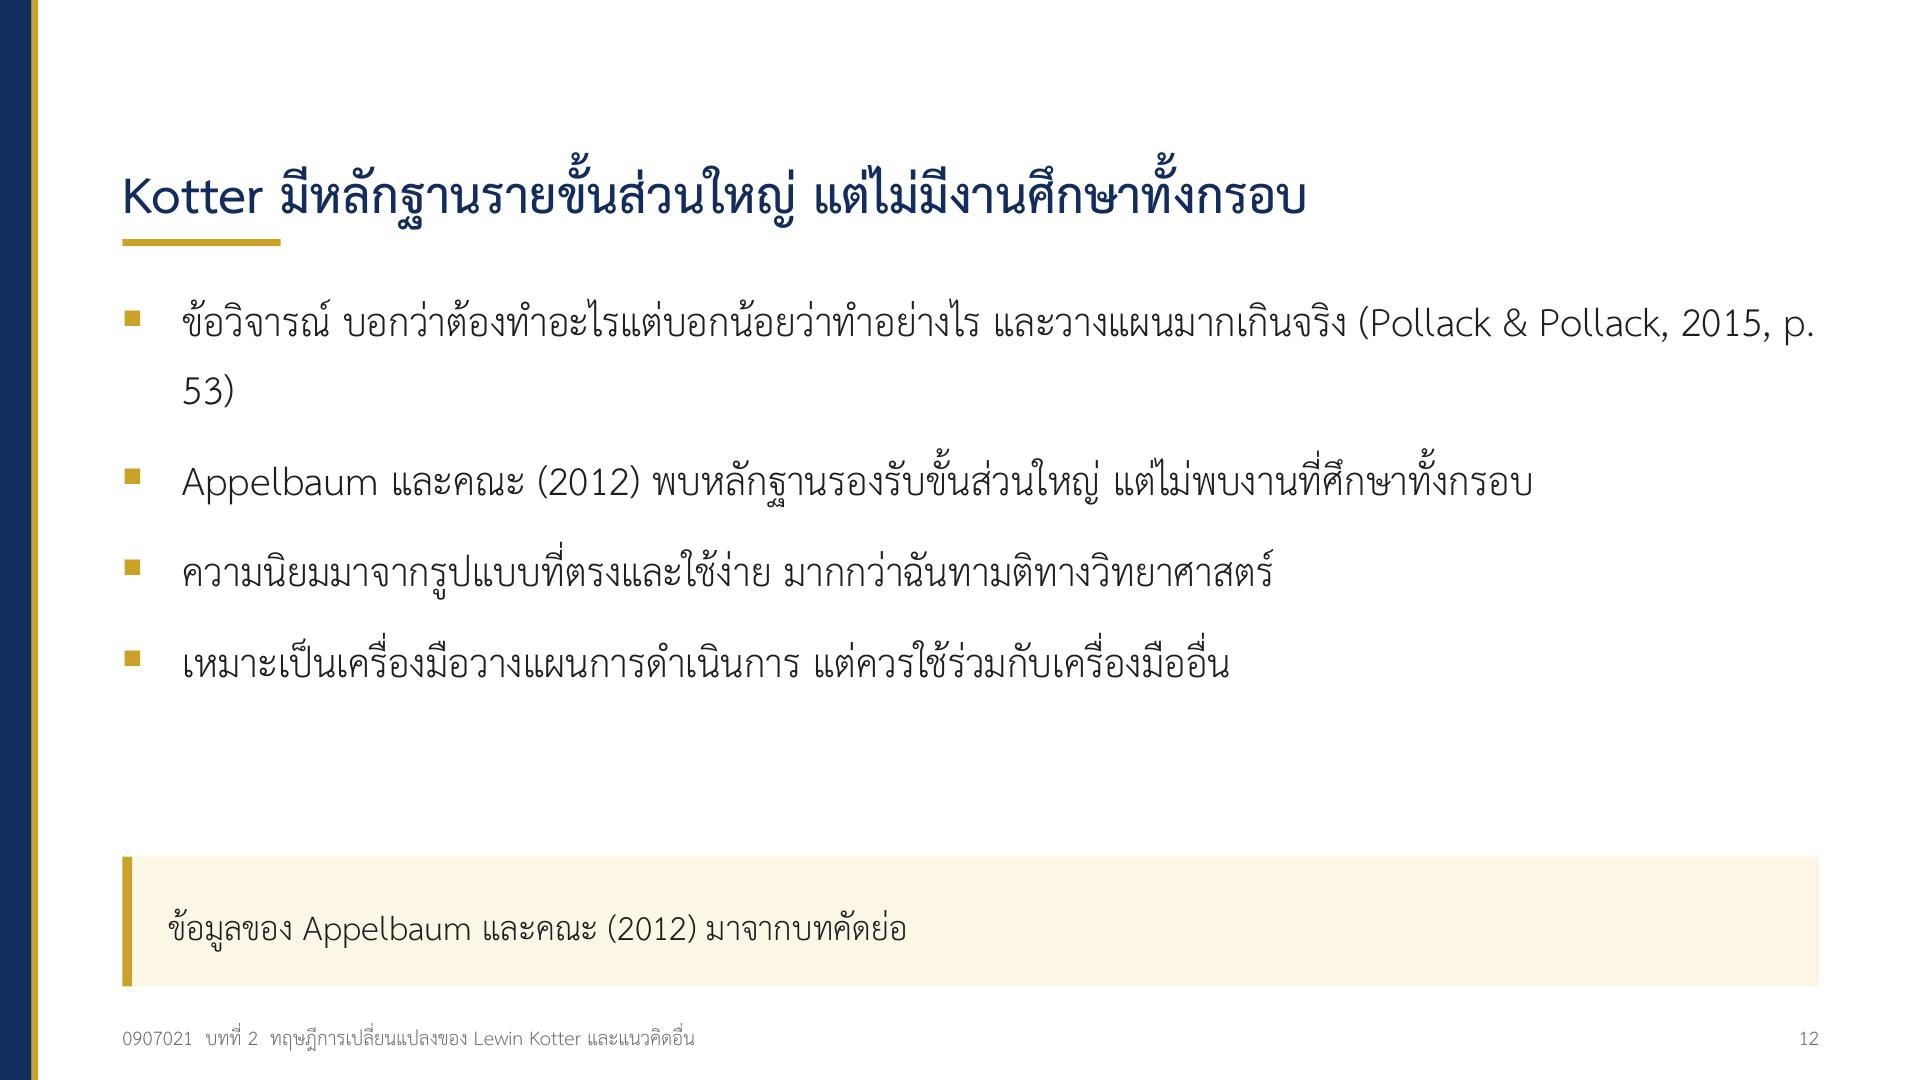 Kotter มีหลักฐานรายขั้นส่วนใหญ่ แต่ไม่มีงานศึกษาทั้งกรอบ
ข้อวิจารณ์ บอกว่าต้องทำอะไรแต่บอกน้อยว่าทำอย่างไร และวางแผนมากเกินจริง (Pollack & Pollack, 2015, p.
53)
Appelbaum และคณะ (2012) พบหลักฐานรองรับขั้นส่วนใหญ่ แต่ไม่พบงานที่ศึกษาทั้งกรอบ
ความนิยมมาจากรูปแบบที่ตรงและใช้ง่าย มากกว่าฉันทามติทางวิทยาศาสตร์
เหมาะเป็นเครื่องมือวางแผนการดำเนินการ แต่ควรใช้ร่วมกับเครื่องมืออื่น
ข้อมูลของ Appelbaum และคณะ (2012) มาจากบทคัดย่อ
0907021 บทที่ 2 ทฤษฎีการเปลี่ยนแปลงของ Lewin Kotter และแนวคิดอื่น
12